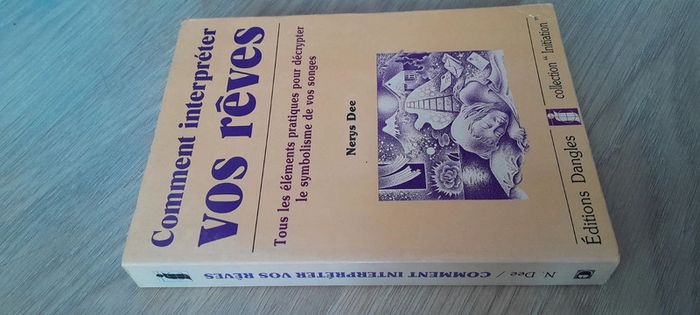 Comment interpréter
vos rêves
Tous les éléments pratiques pour décrypter
le symbolisme de vos songes
Nerys Dee
Éditions Dangles
collection "Initiation"
N. Dee / COMMENT INTERPRÉTER VOS RÊVES